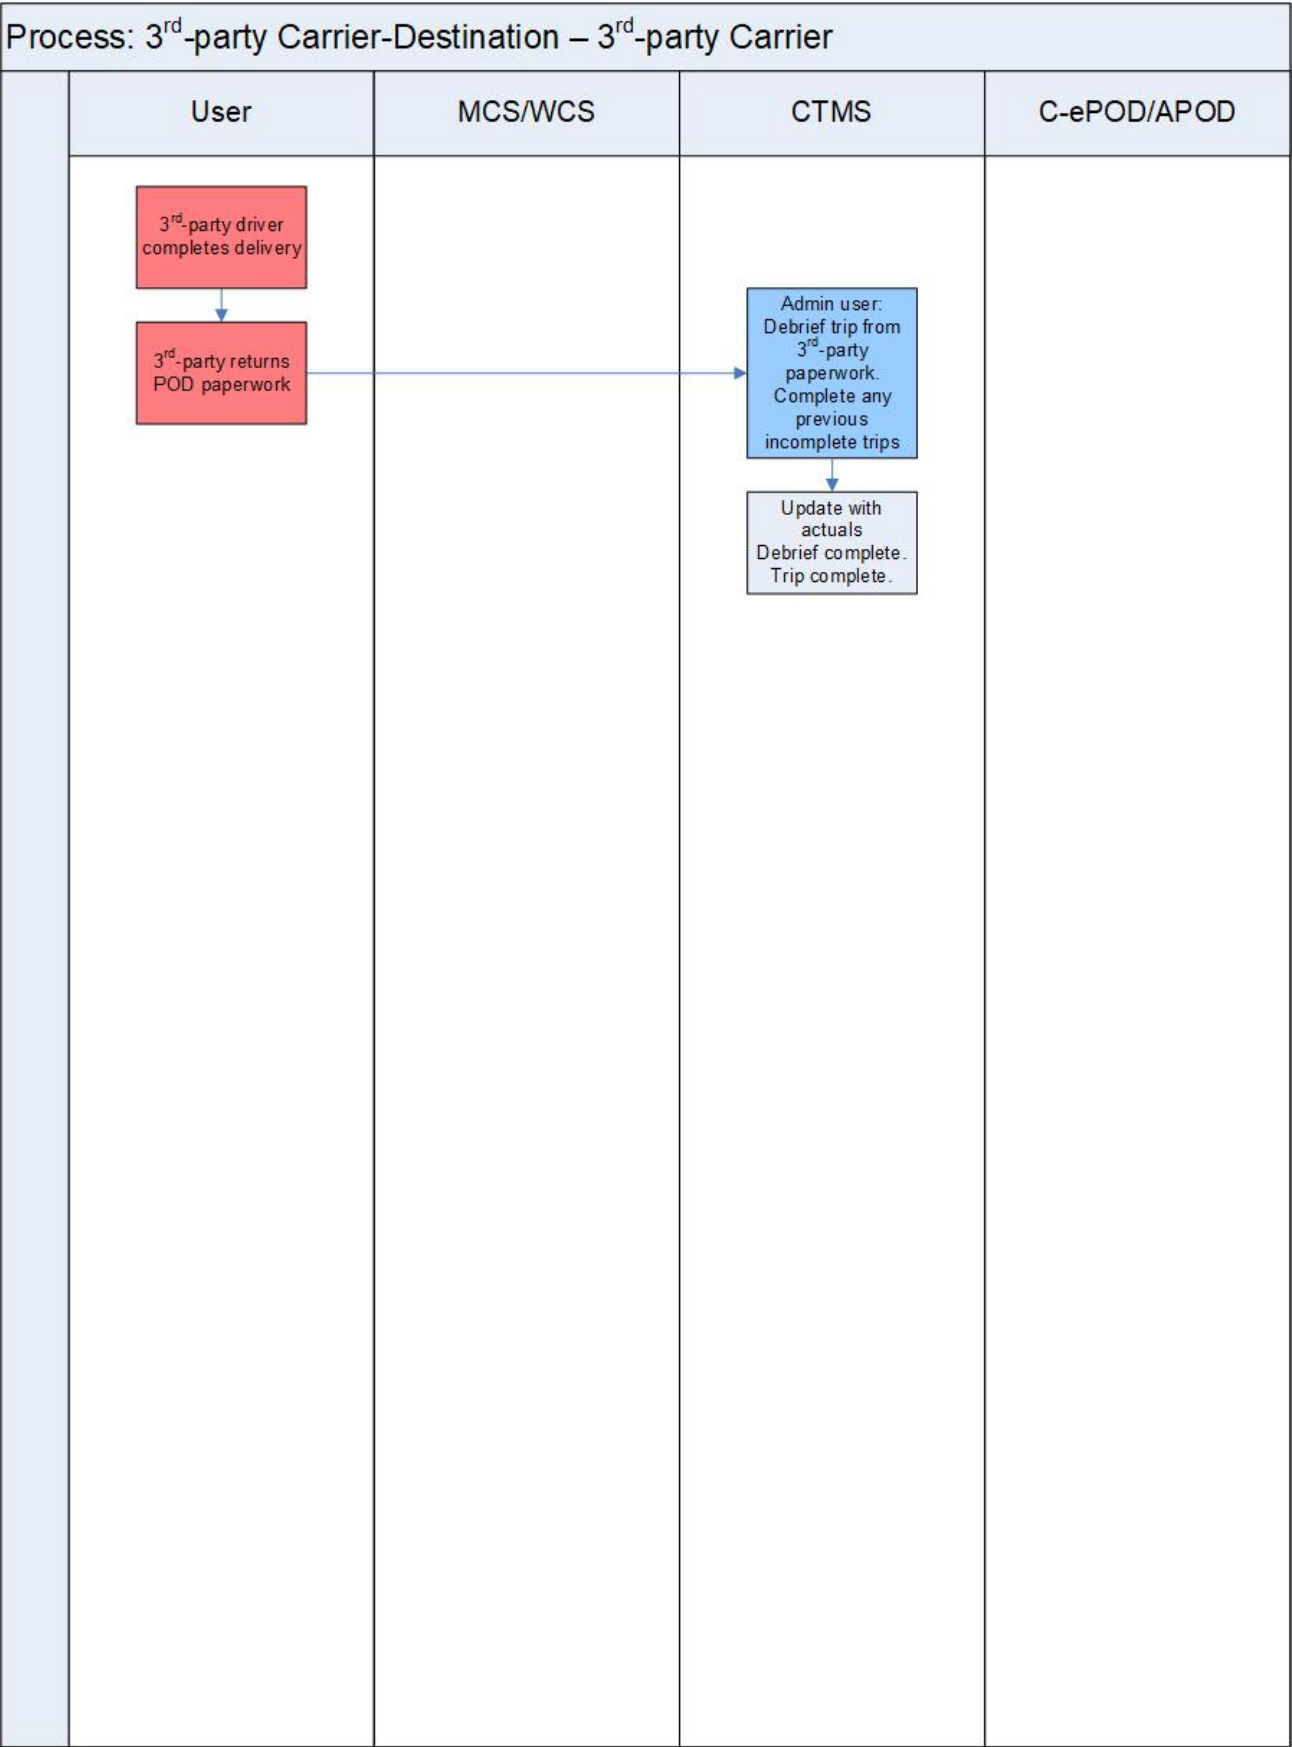 Process: 3rd-party Carrier-Destination – 3rd-party Carrier
User
MCS/WCS
CTMS
C-ePOD/APOD
3rd-party driver
completes delivery
3rd-party returns
POD paperwork
Admin user:
Debrief trip from
3rd-party
paperwork.
Complete any
previous
incomplete trips
Update with
actuals
Debrief complete.
Trip complete.